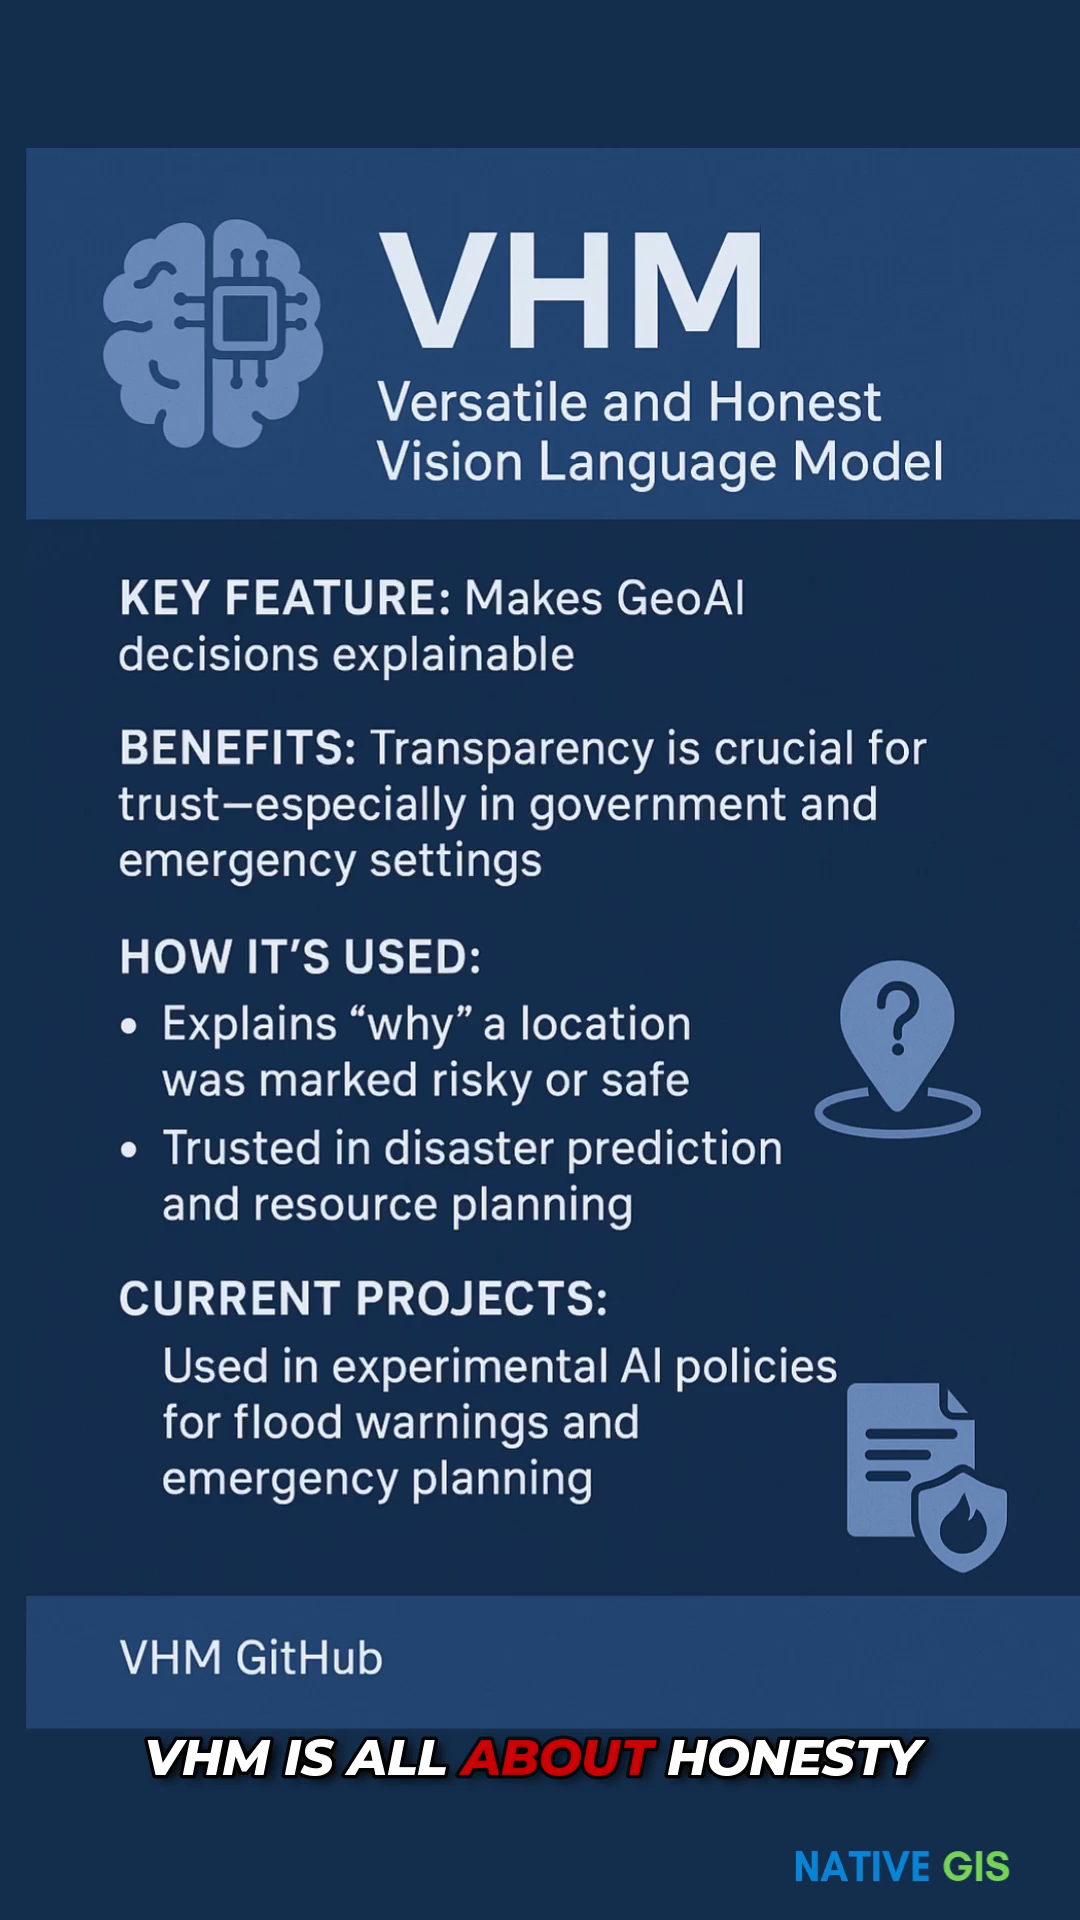 VHM
Versatile and Honest
Vision Language Model
KEY FEATURE: Makes GeoAI
decisions explainable
BENEFITS: Transparency is crucial for
trust—especially in government and
emergency settings
HOW IT’S USED:
• Explains “why” a location
was marked risky or safe
• Trusted in disaster prediction
and resource planning
?
CURRENT PROJECTS:
Used in experimental AI policies
for flood warnings and
emergency planning
VHM GitHub
VHM IS ALL ABOUT HONESTY
NATIVE GIS